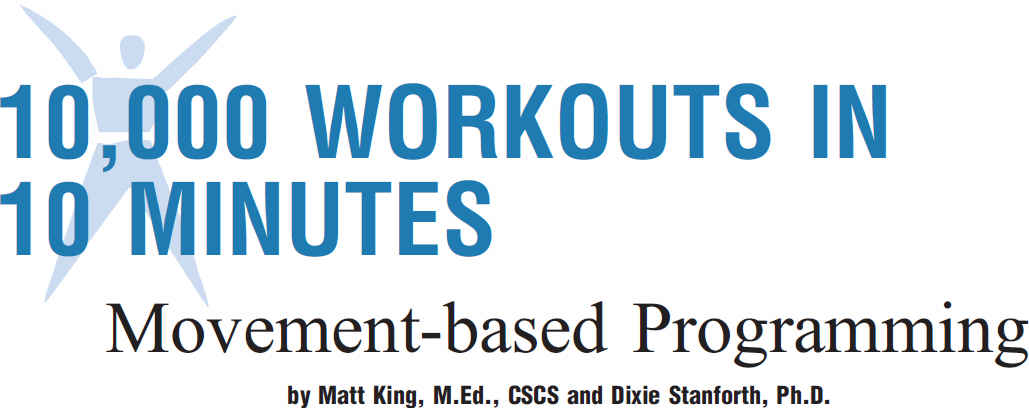 10,000 WORKOUTS IN
10 MINUTES
Movement-based Programming
by Matt King, M.Ed., CSCS and Dixie Stanforth, Ph.D.